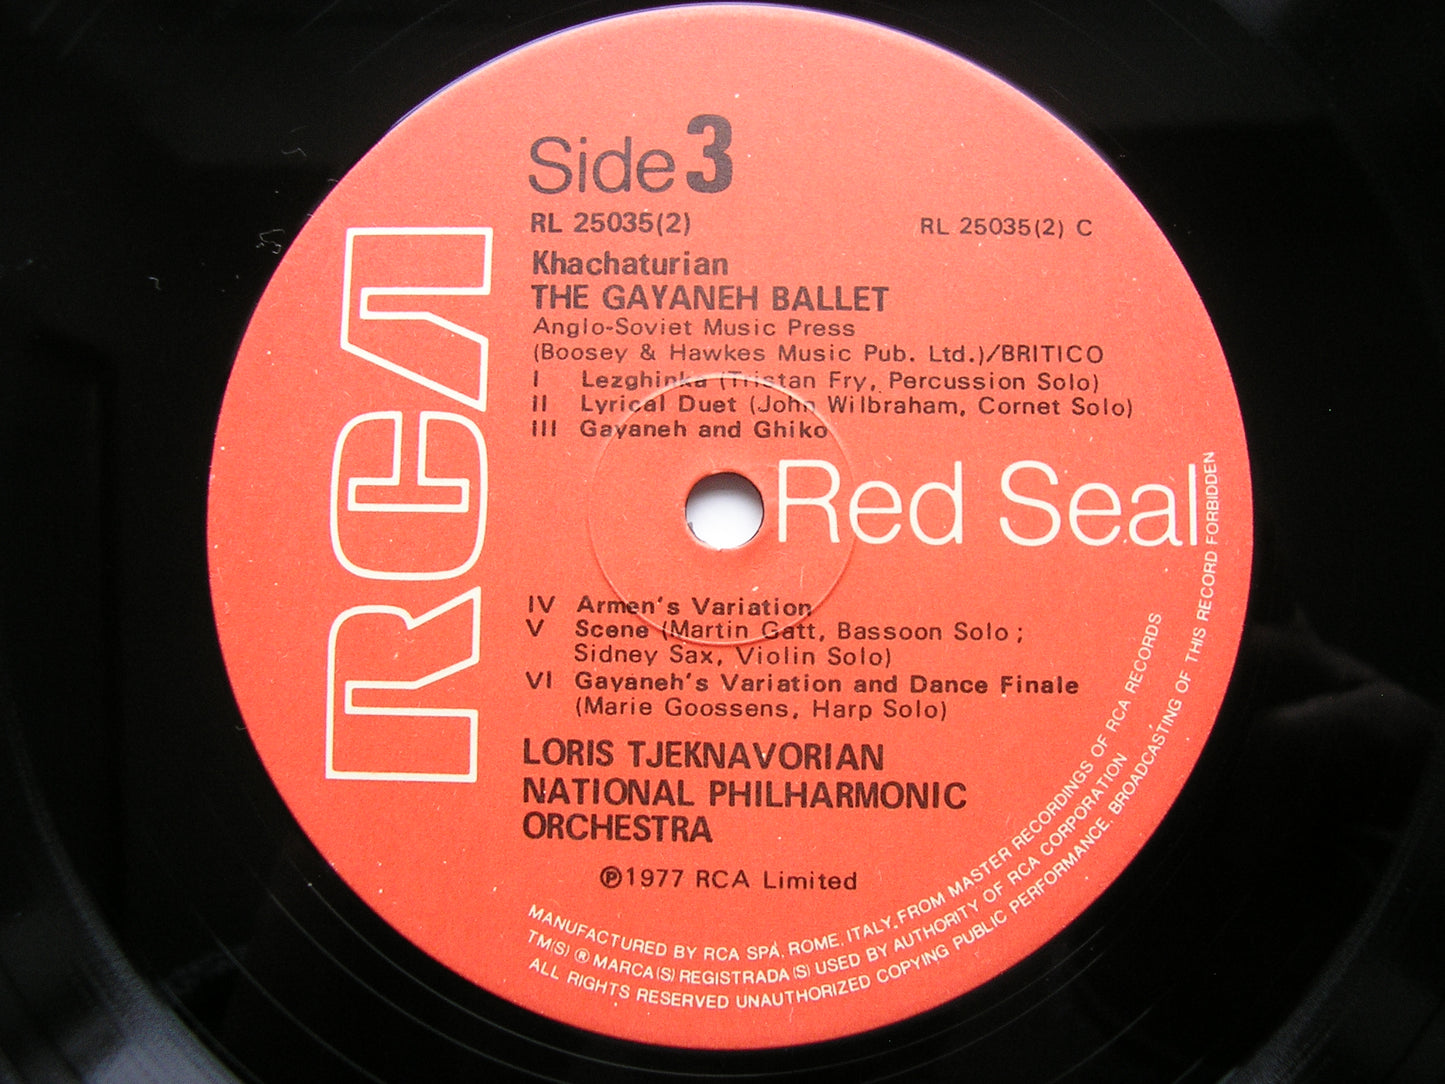 RCA
Side 3
RL 25035(2)
RL 25035(2) C
Khachaturian
THE GAYANEH BALLET
Anglo-Soviet Music Press
(Boosey & Hawkes Music Pub. Ltd.)/BRITICO
I Lezghinka (Tristan Fry, Percussion Solo)
II Lyrical Duet (John Wilbraham, Cornet Solo)
III Gayaneh and Ghiko
Red Seal
IV Armen's Variation
V Scene (Martin Gatt, Bassoon Solo;
Sidney Sax, Violin Solo)
VI Gayaneh's Variation and Dance Finale
(Marie Goossens, Harp Solo)
LORIS TJEKNAVORIAN
NATIONAL PHILHARMONIC
ORCHESTRA
℗1977 RCA Limited
MANUFACTURED BY RCA SPA, ROME. ITALY, FROM MASTER RECORDINGS OF RCA RECORDS
TM(S) ® MARCA(S) REGISTRADA(S) USED BY AUTHORITY OF RCA CORPORATION
ALL RIGHTS RESERVED UNAUTHORIZED COPYING PUBLIC PERFORMANCE, BROADCASTING OF THIS RECORD FORBIDDEN